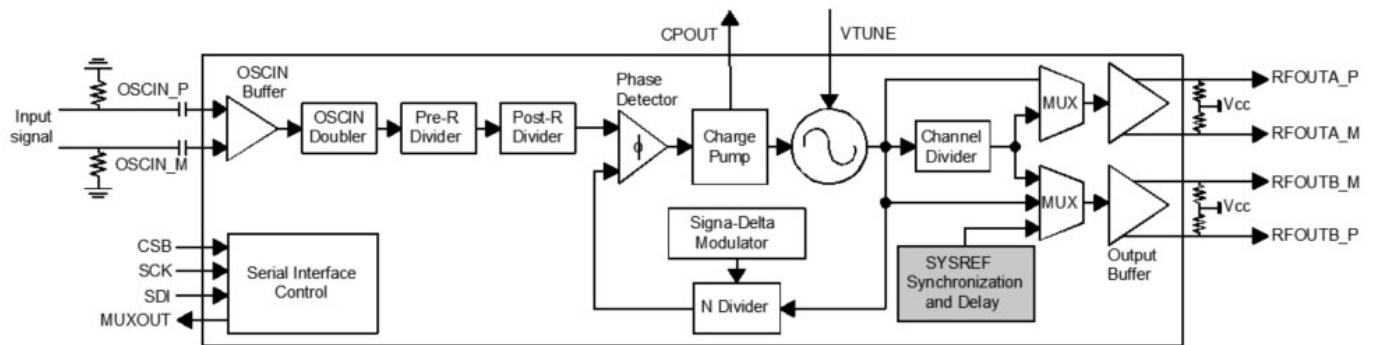 CPOUT
VTUNE
OSCIN
Buffer
OSCIN_P
Input
signal
OSCIN_M
OSCIN
Doubler
Pre-R
Divider
Post-R
Divider
Phase
Detector
ϕ
Charge
Pump
Channel
Divider
MUX
RFOUTA_P
Vcc
RFOUTA_M
MUX
RFOUTB_M
Vcc
RFOUTB_P
Output
Buffer
Signa-Delta
Modulator
N Divider
SYSREF
Synchronization
and Delay
CSB
SCK
SDI
MUXOUT
Serial Interface
Control